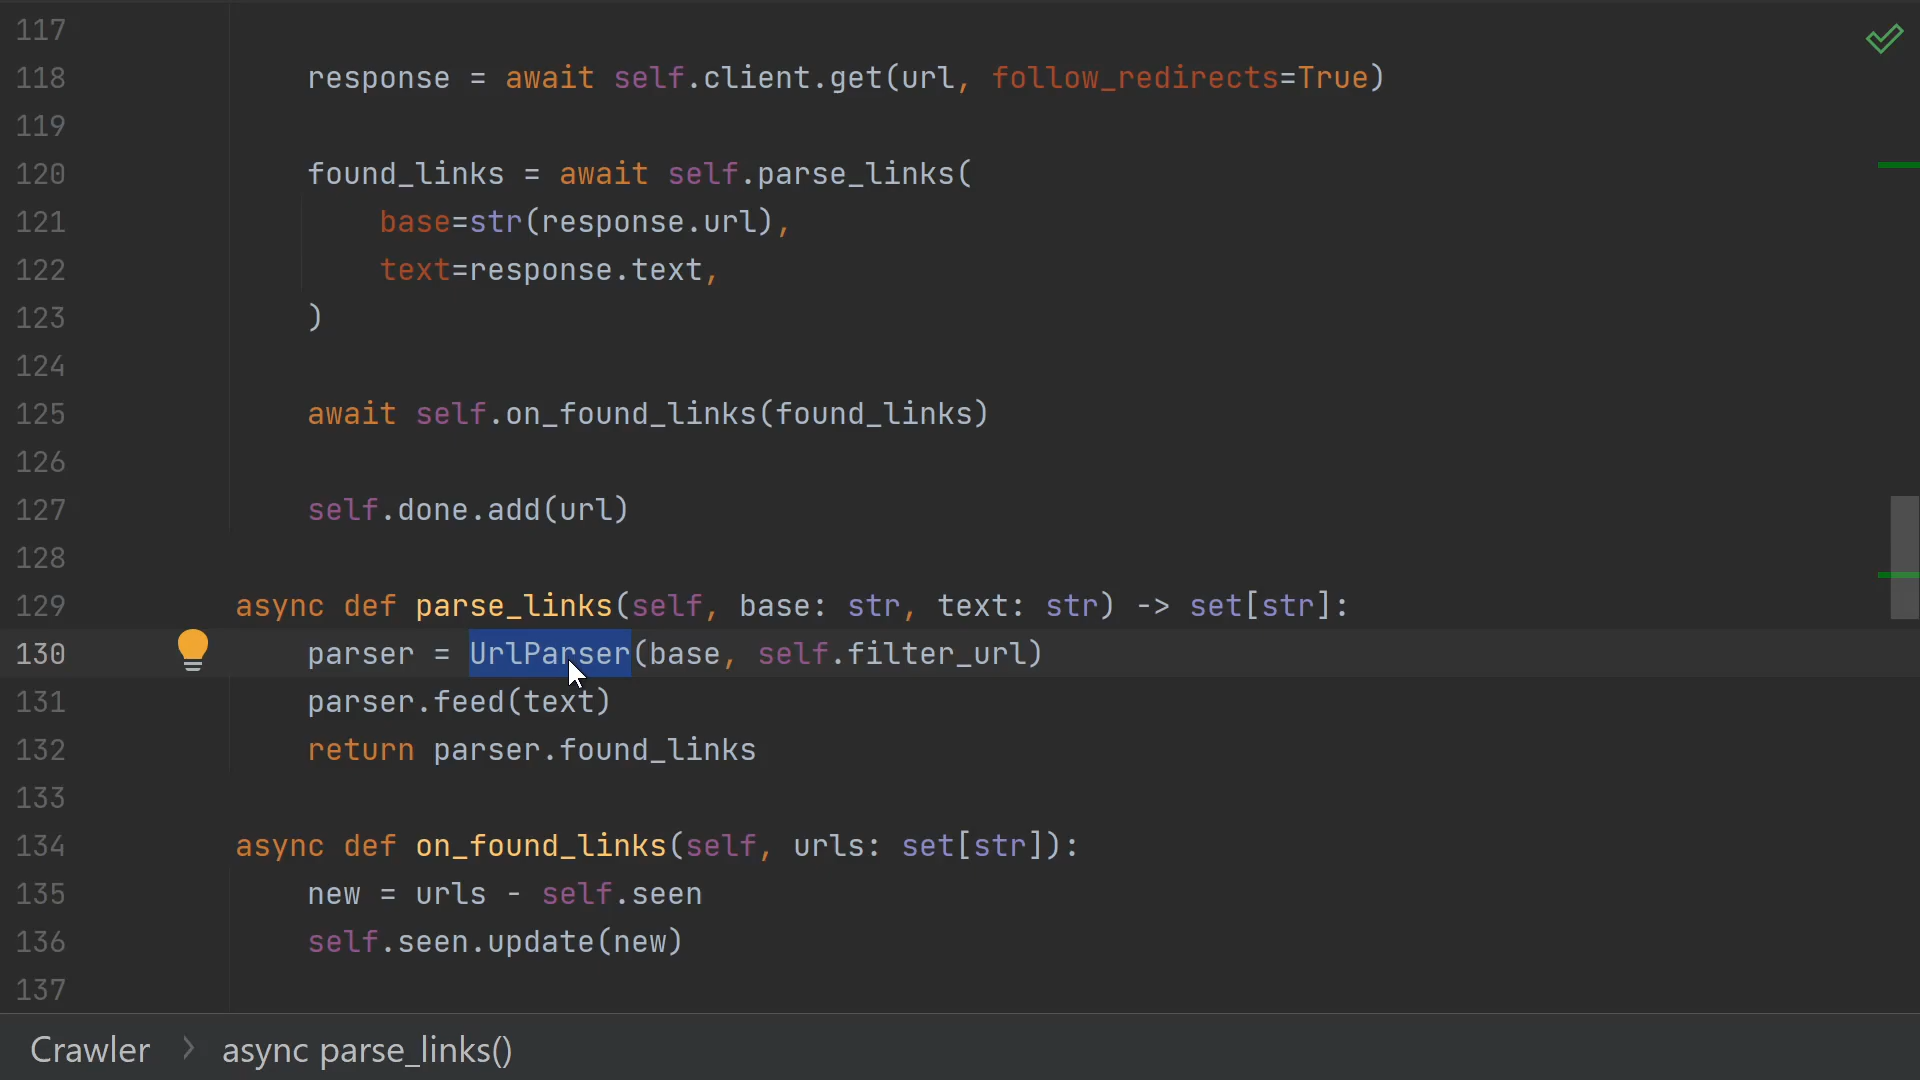 117
118 response = await self.client.get(url, follow_redirects=True)
119
120 found_links = await self.parse_links(
121 base=str(response.url),
122 text=response.text,
123 )
124
125 await self.on_found_links(found_links)
126
127 self.done.add(url)
128
129 async def parse_links(self, base: str, text: str) -> set[str]:
130 parser = UrlParser(base, self.filter_url)
131 parser.feed(text)
132 return parser.found_links
133
134 async def on_found_links(self, urls: set[str]):
135 new = urls - self.seen
136 self.seen.update(new)
137
Crawler > async parse_links()